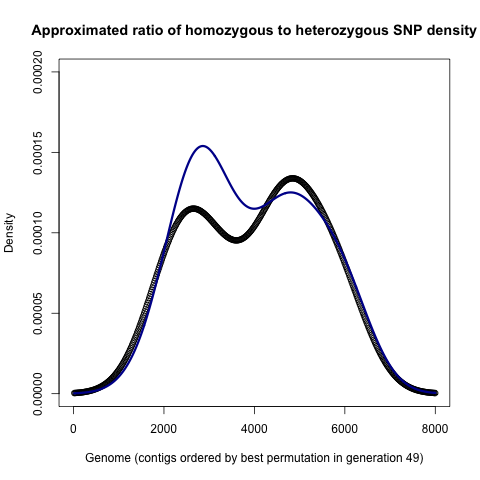 Approximated ratio of homozygous to heterozygous SNP density
Density
0.00020
0.00015
0.00010
0.00005
0.00000
0 2000 4000 6000 8000
Genome (contigs ordered by best permutation in generation 49)